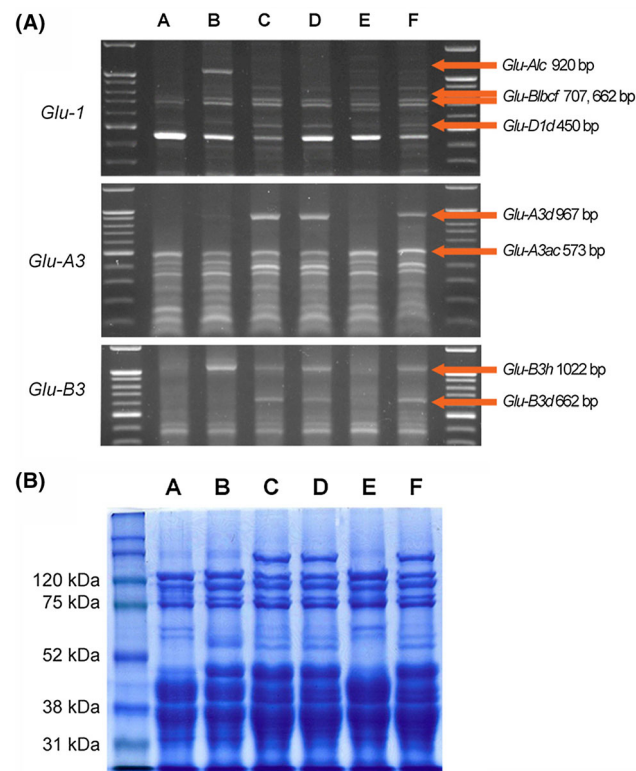 (A)
A B C D E F
Glu-1
Glu-Alc 920 bp
Glu-Blbcf 707, 662 bp
Glu-D1d 450 bp
Glu-A3
Glu-A3d 967 bp
Glu-A3ac 573 bp
Glu-B3
Glu-B3h 1022 bp
Glu-B3d 662 bp
(B)
A B C D E F
120 kDa
75 kDa
52 kDa
38 kDa
31 kDa